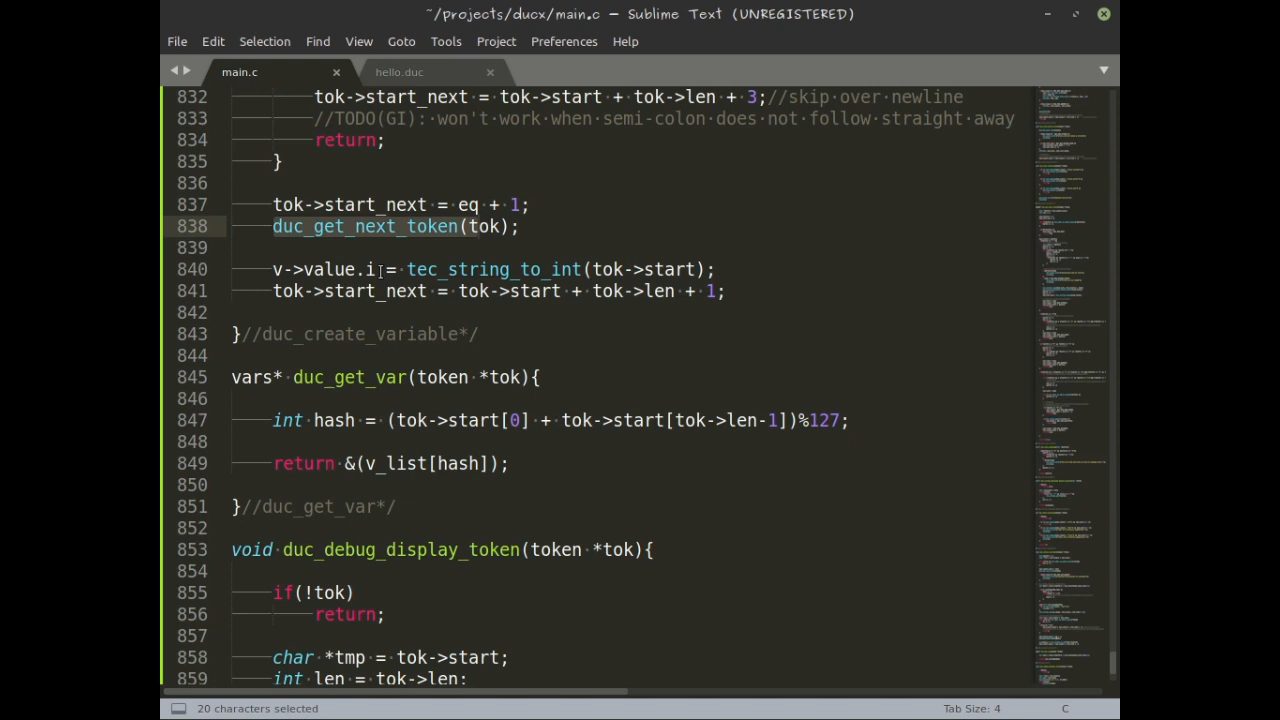 ~/projects/ducx/main.c — Sublime Text (UNREGISTERED)
File Edit Selection Find View Goto Tools Project Preferences Help
main.c hello.duc
832 tok->start_next = tok->start + tok->len + 3;//skip over newline
833 //TODO(GI): won't work when semi-colon does not follow straight away
834 return;
835 }
836
837 tok->start_next = eq + 1;
838 duc_get_next_token(tok);
839
840 v->value.i = tec_string_to_int(tok->start);
841 tok->start_next = tok->start + tok->len + 1;
842
843 }//duc_create_variable*/
844
845 vars* duc_get_var(token *tok){
846
847 int hash = (tok->start[0] + tok->start[tok->len-1])%127;
848
849 return &(v_list[hash]);
850
851 }//duc_get_var*/
852
853 void duc_debug_display_token(token *tok){
854
855 if(!tok)
856 return;
857
858 char *tmp = tok->start;
859 int len = tok->len;
20 characters selected Tab Size: 4 C